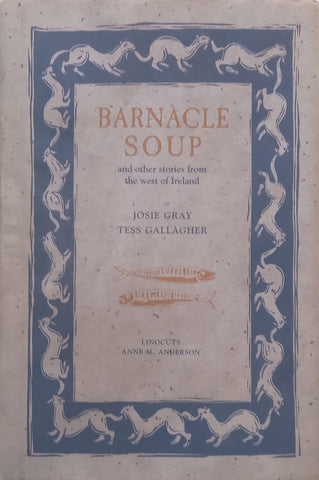 BARNACLE
SOUP
and other stories from
the west of Ireland
JOSIE GRAY
TESS GALLAGHER
LINOCUTS
ANNE M. ANDERSON